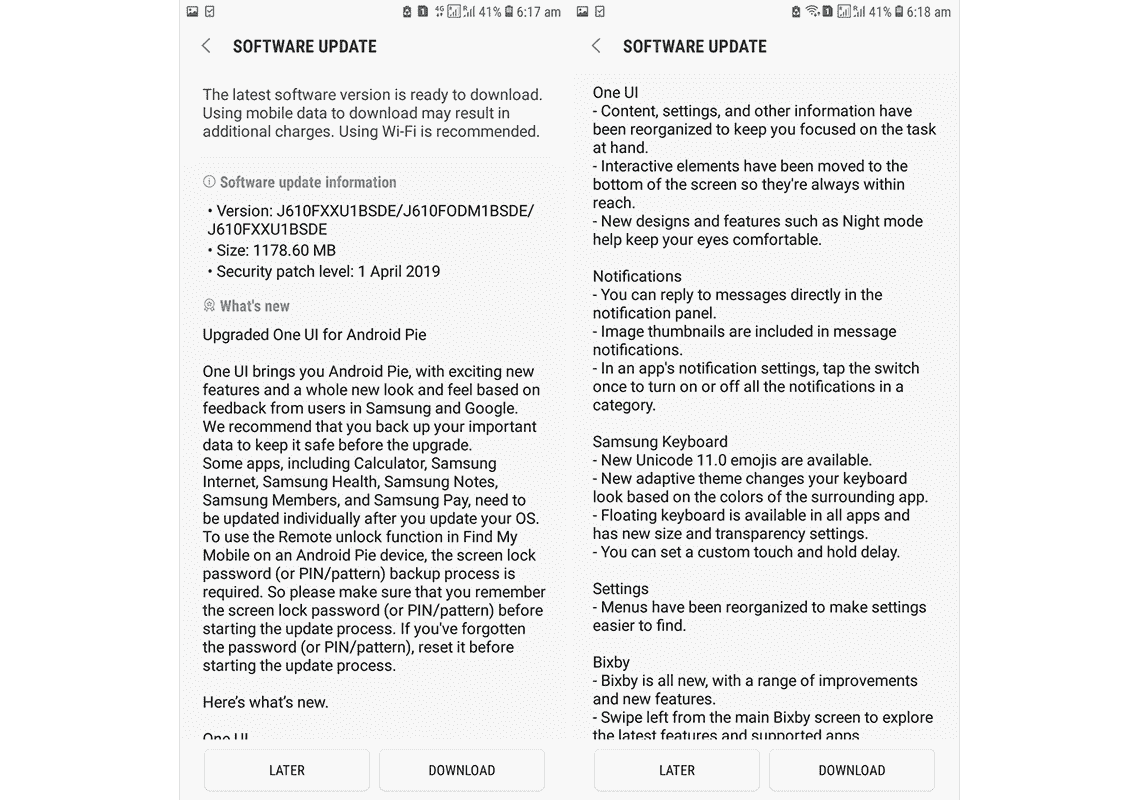 4G 41% 6:17 am
SOFTWARE UPDATE
The latest software version is ready to download.
Using mobile data to download may result in
additional charges. Using Wi-Fi is recommended.
Software update information
• Version: J610FXXU1BSDE/J610FODM1BSDE/
J610FXXU1BSDE
• Size: 1178.60 MB
• Security patch level: 1 April 2019
What's new
Upgraded One UI for Android Pie
One UI brings you Android Pie, with exciting new
features and a whole new look and feel based on
feedback from users in Samsung and Google.
We recommend that you back up your important
data to keep it safe before the upgrade.
Some apps, including Calculator, Samsung
Internet, Samsung Health, Samsung Notes,
Samsung Members, and Samsung Pay, need to
be updated individually after you update your OS.
To use the Remote unlock function in Find My
Mobile on an Android Pie device, the screen lock
password (or PIN/pattern) backup process is
required. So please make sure that you remember
the screen lock password (or PIN/pattern) before
starting the update process. If you've forgotten
the password (or PIN/pattern), reset it before
starting the update process.
Here’s what’s new.
One UI
LATER
DOWNLOAD
41% 6:18 am
SOFTWARE UPDATE
One UI
- Content, settings, and other information have
been reorganized to keep you focused on the task
at hand.
- Interactive elements have been moved to the
bottom of the screen so they're always within
reach.
- New designs and features such as Night mode
help keep your eyes comfortable.
Notifications
- You can reply to messages directly in the
notification panel.
- Image thumbnails are included in message
notifications.
- In an app's notification settings, tap the switch
once to turn on or off all the notifications in a
category.
Samsung Keyboard
- New Unicode 11.0 emojis are available.
- New adaptive theme changes your keyboard
look based on the colors of the surrounding app.
- Floating keyboard is available in all apps and
has new size and transparency settings.
- You can set a custom touch and hold delay.
Settings
- Menus have been reorganized to make settings
easier to find.
Bixby
- Bixby is all new, with a range of improvements
and new features.
- Swipe left from the main Bixby screen to explore
the latest features and supported apps
LATER
DOWNLOAD